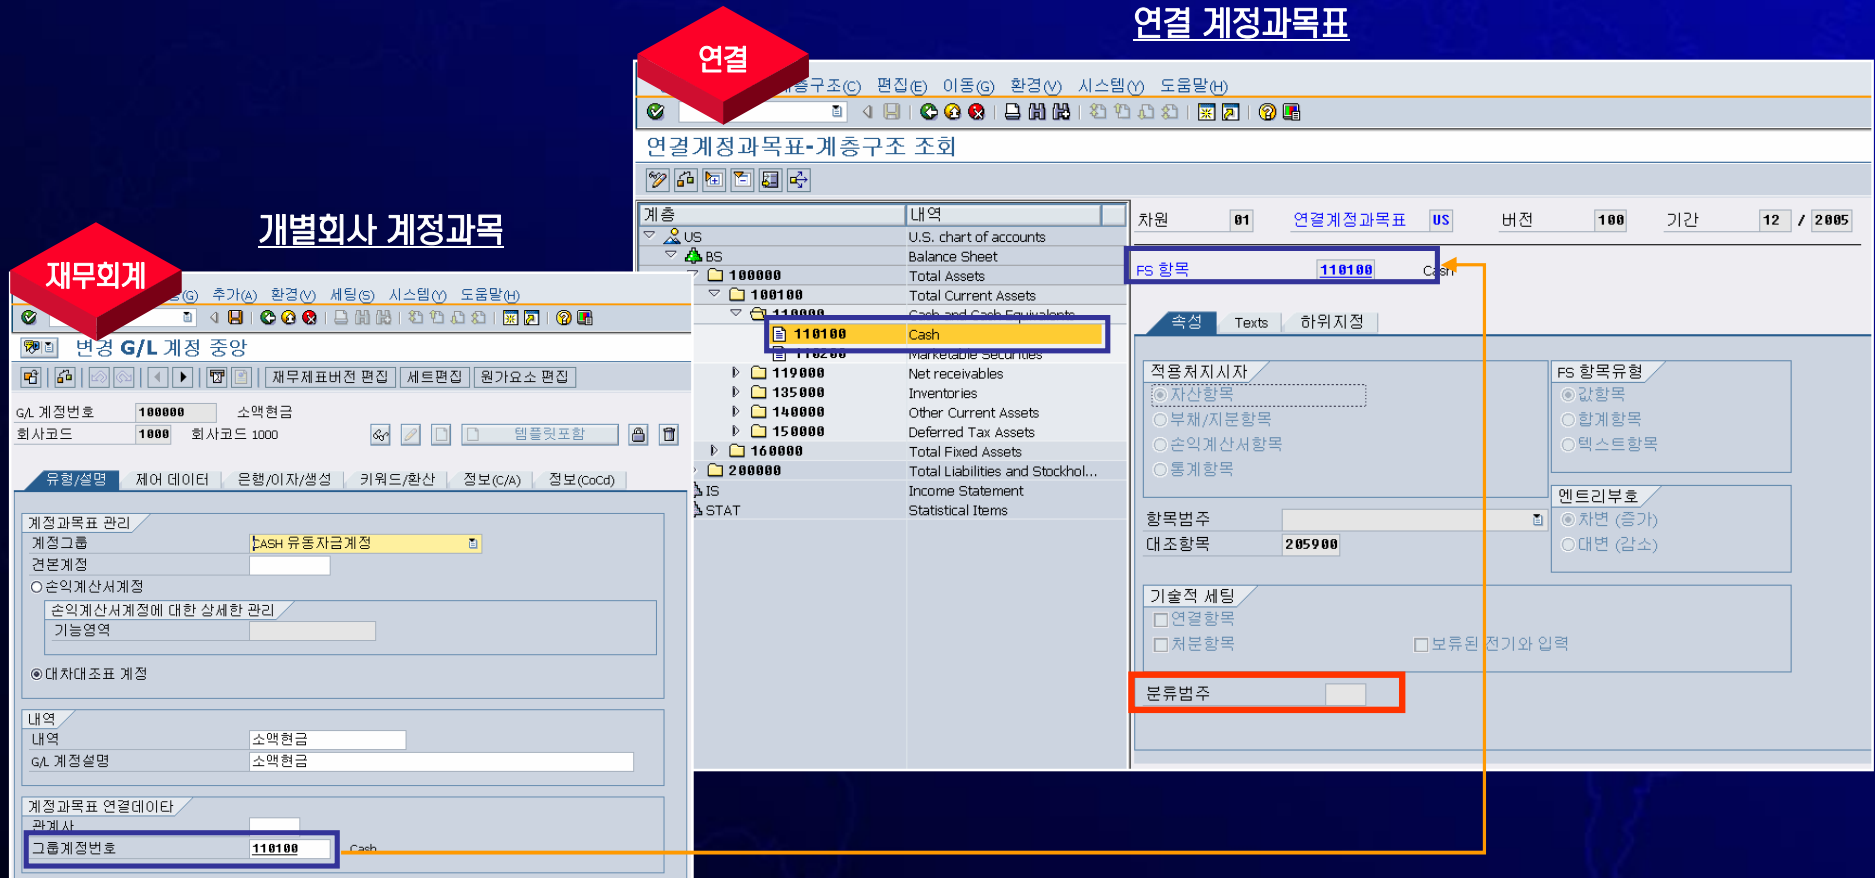 연결 계정과목표
연결
층구조(C) 편집(E) 이동(G) 환경(V) 시스템(Y) 도움말(H)
연결계정과목표-계층구조 조회
계층 내역
US U.S. chart of accounts
BS Balance Sheet
100000 Total Assets
100100 Total Current Assets
110000 Cash and Cash Equivalents
110100 Cash
110200 Marketable Securities
119000 Net receivables
135000 Inventories
140000 Other Current Assets
150000 Deferred Tax Assets
160000 Total Fixed Assets
200000 Total Liabilities and Stockhol...
IS Income Statement
STAT Statistical Items
차원 01 연결계정과목표 US 버전 100 기간 12 / 2005
FS 항목 110100 Cash
속성 Texts 하위지정
적용처지시자
자산항목
부채/지분항목
손익계산서항목
통계항목
FS 항목유형
값항목
합계항목
텍스트항목
엔트리부호
차변 (증가)
대변 (감소)
항목범주
대조항목 205900
기술적 세팅
연결항목
처분항목 보류된 전기와 입력
분류범주
개별회사 계정과목
재무회계
(G) 추가(A) 환경(V) 세팅(S) 시스템(Y) 도움말(H)
변경 G/L 계정 중앙
재무제표버전 편집 세트편집 원가요소 편집
G/L 계정번호 100000 소액현금
회사코드 1000 회사코드 1000 템플릿포함
유형/설명 제어 데이터 은행/이자/생성 키워드/환산 정보(C/A) 정보(CoCd)
계정과목표 관리
계정그룹 CASH 유동자금계정
견본계정
손익계산서계정
손익계산서계정에 대한 상세한 관리
기능영역
대차대조표 계정
내역
내역 소액현금
G/L 계정설명 소액현금
계정과목표 연결데이타
관계사
그룹계정번호 110100 Cash